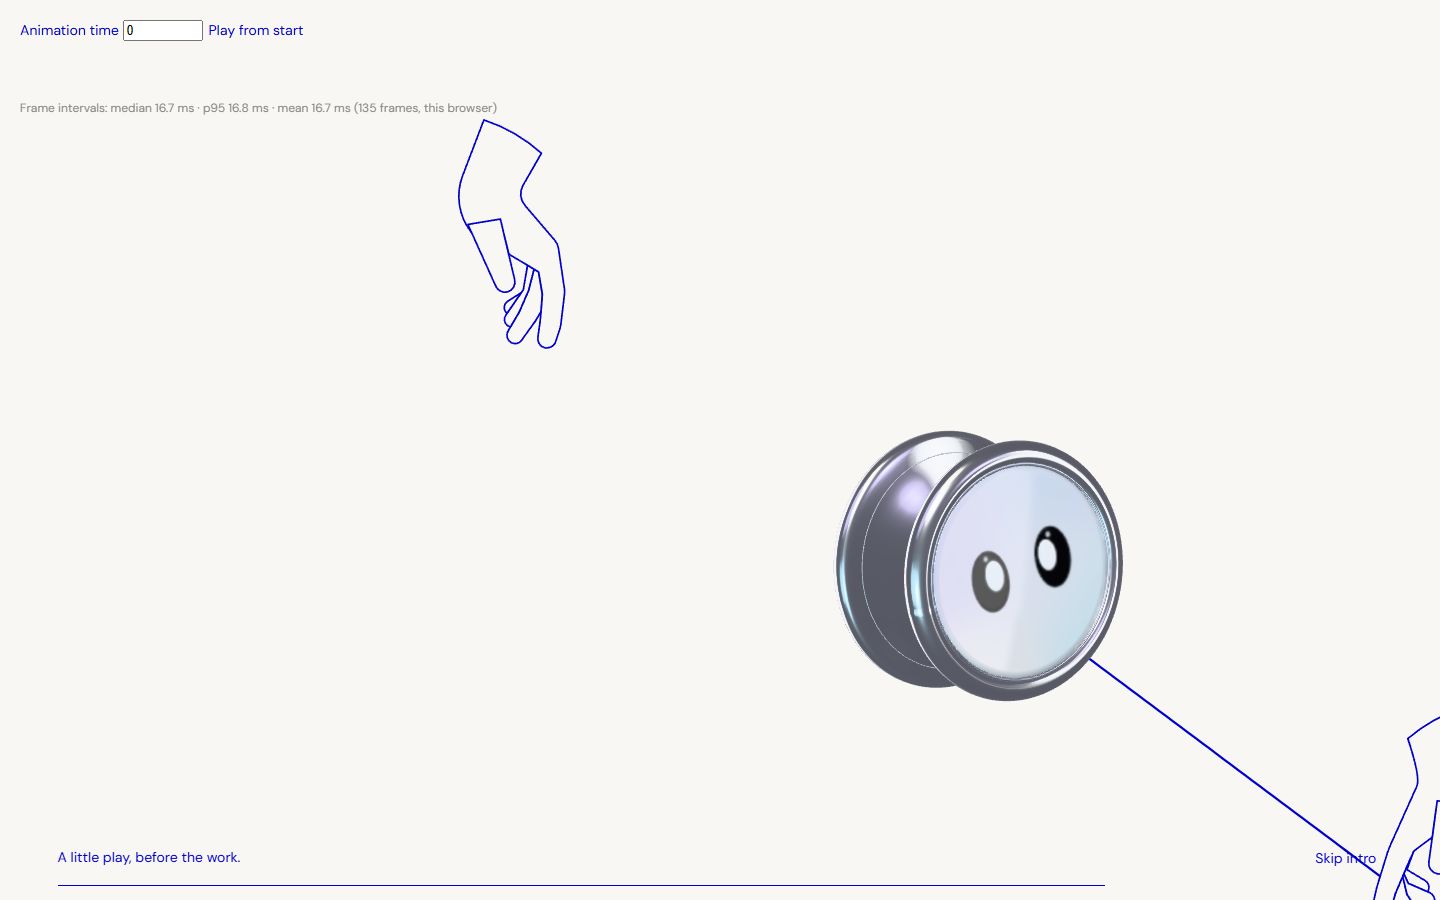 Animation time 0 Play from start
Frame intervals: median 16.7 ms · p95 16.8 ms · mean 16.7 ms (135 frames, this browser)
A little play, before the work.
Skip intro